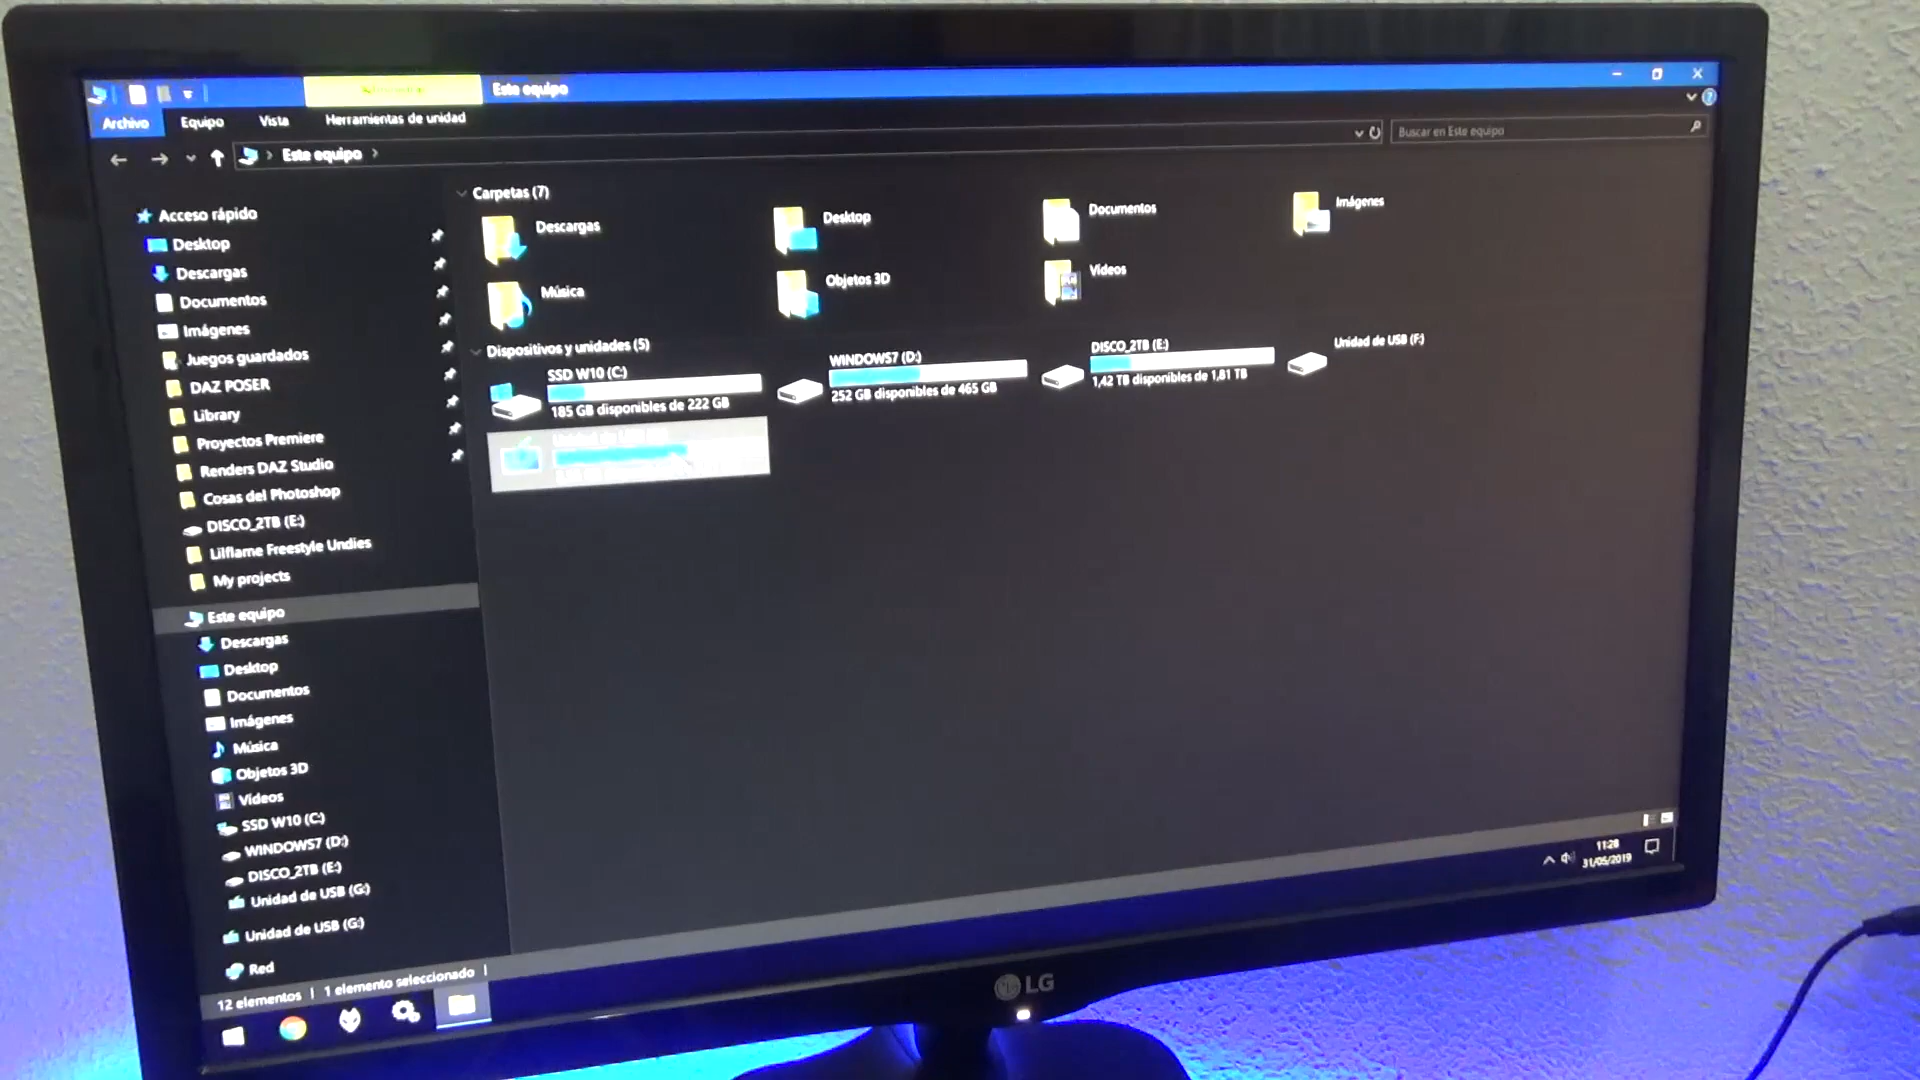 Este equipo
Archivo
Equipo
Vista
Herramientas de unidad
Este equipo
Buscar en Este equipo
Acceso rápido
Desktop
Descargas
Documentos
Imágenes
Juegos guardados
DAZ POSER
Library
Proyectos Premiere
Renders DAZ Studio
Cosas del Photoshop
DISCO_2TB (E:)
Lilflame Freestyle Undies
My projects
Este equipo
Descargas
Desktop
Documentos
Imágenes
Música
Objetos 3D
Vídeos
SSD W10 (C:)
WINDOWS7 (D:)
DISCO_2TB (E:)
Unidad de USB (G:)
Unidad de USB (G:)
Red
Carpetas (7)
Descargas
Desktop
Documentos
Imágenes
Música
Objetos 3D
Vídeos
Dispositivos y unidades (5)
SSD W10 (C:)
185 GB disponibles de 222 GB
WINDOWS7 (D:)
252 GB disponibles de 465 GB
DISCO_2TB (E:)
1,42 TB disponibles de 1,81 TB
Unidad de USB (F:)
12 elementos
1 elemento seleccionado
11:28
31/05/2019
LG